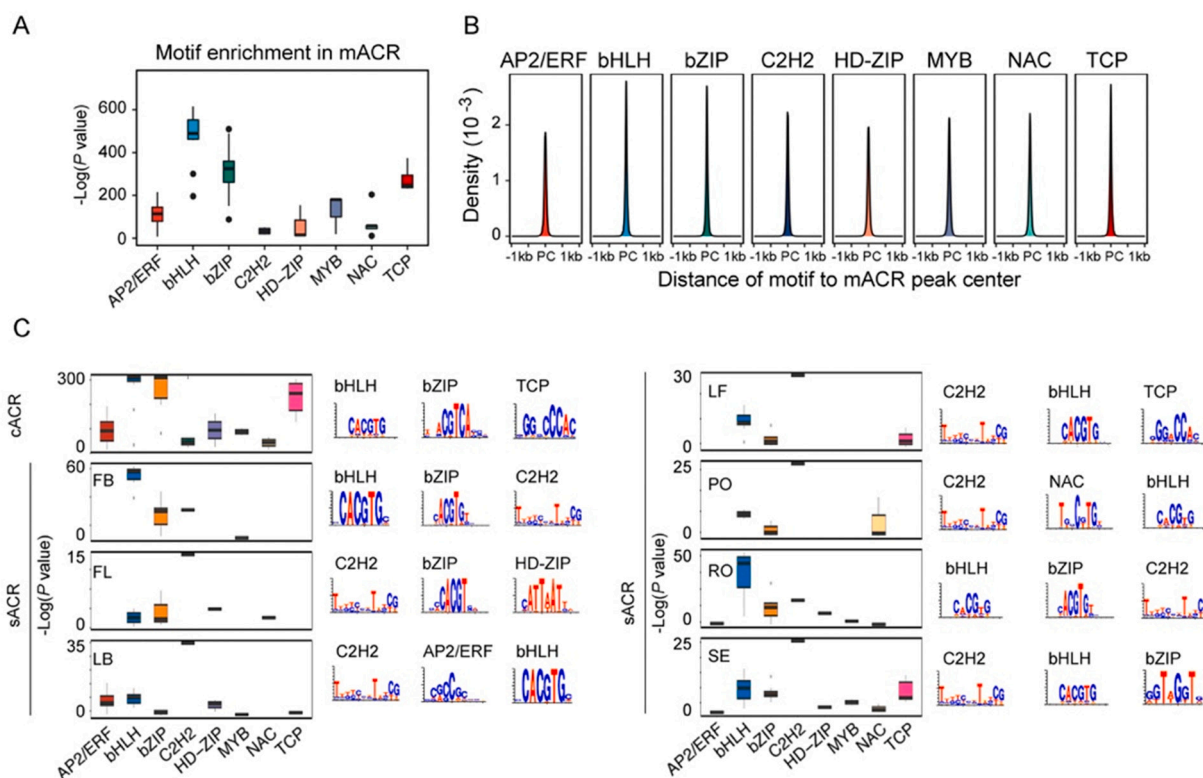 A
Motif enrichment in mACR
-Log(P value)
600
400
200
0
AP2/ERF
bHLH
bZIP
C2H2
HD-ZIP
MYB
NAC
TCP
B
AP2/ERF bHLH bZIP C2H2 HD-ZIP MYB NAC TCP
Density (10⁻³)
2
1
0
-1kb PC 1kb -1kb PC 1kb -1kb PC 1kb -1kb PC 1kb -1kb PC 1kb -1kb PC 1kb -1kb PC 1kb -1kb PC 1kb
Distance of motif to mACR peak center
C
cACR
300
0
bHLH bZIP TCP
sACR
-Log(P value)
60
FB
0
bHLH bZIP C2H2
15
FL
0
C2H2 bZIP HD-ZIP
35
LB
0
C2H2 AP2/ERF bHLH
AP2/ERF
bHLH
bZIP
C2H2
HD-ZIP
MYB
NAC
TCP
sACR
-Log(P value)
30
LF
0
C2H2 bHLH TCP
25
PO
0
C2H2 NAC bHLH
50
RO
0
bHLH bZIP C2H2
25
SE
0
C2H2 bHLH bZIP
AP2/ERF
bHLH
bZIP
C2H2
HD-ZIP
MYB
NAC
TCP